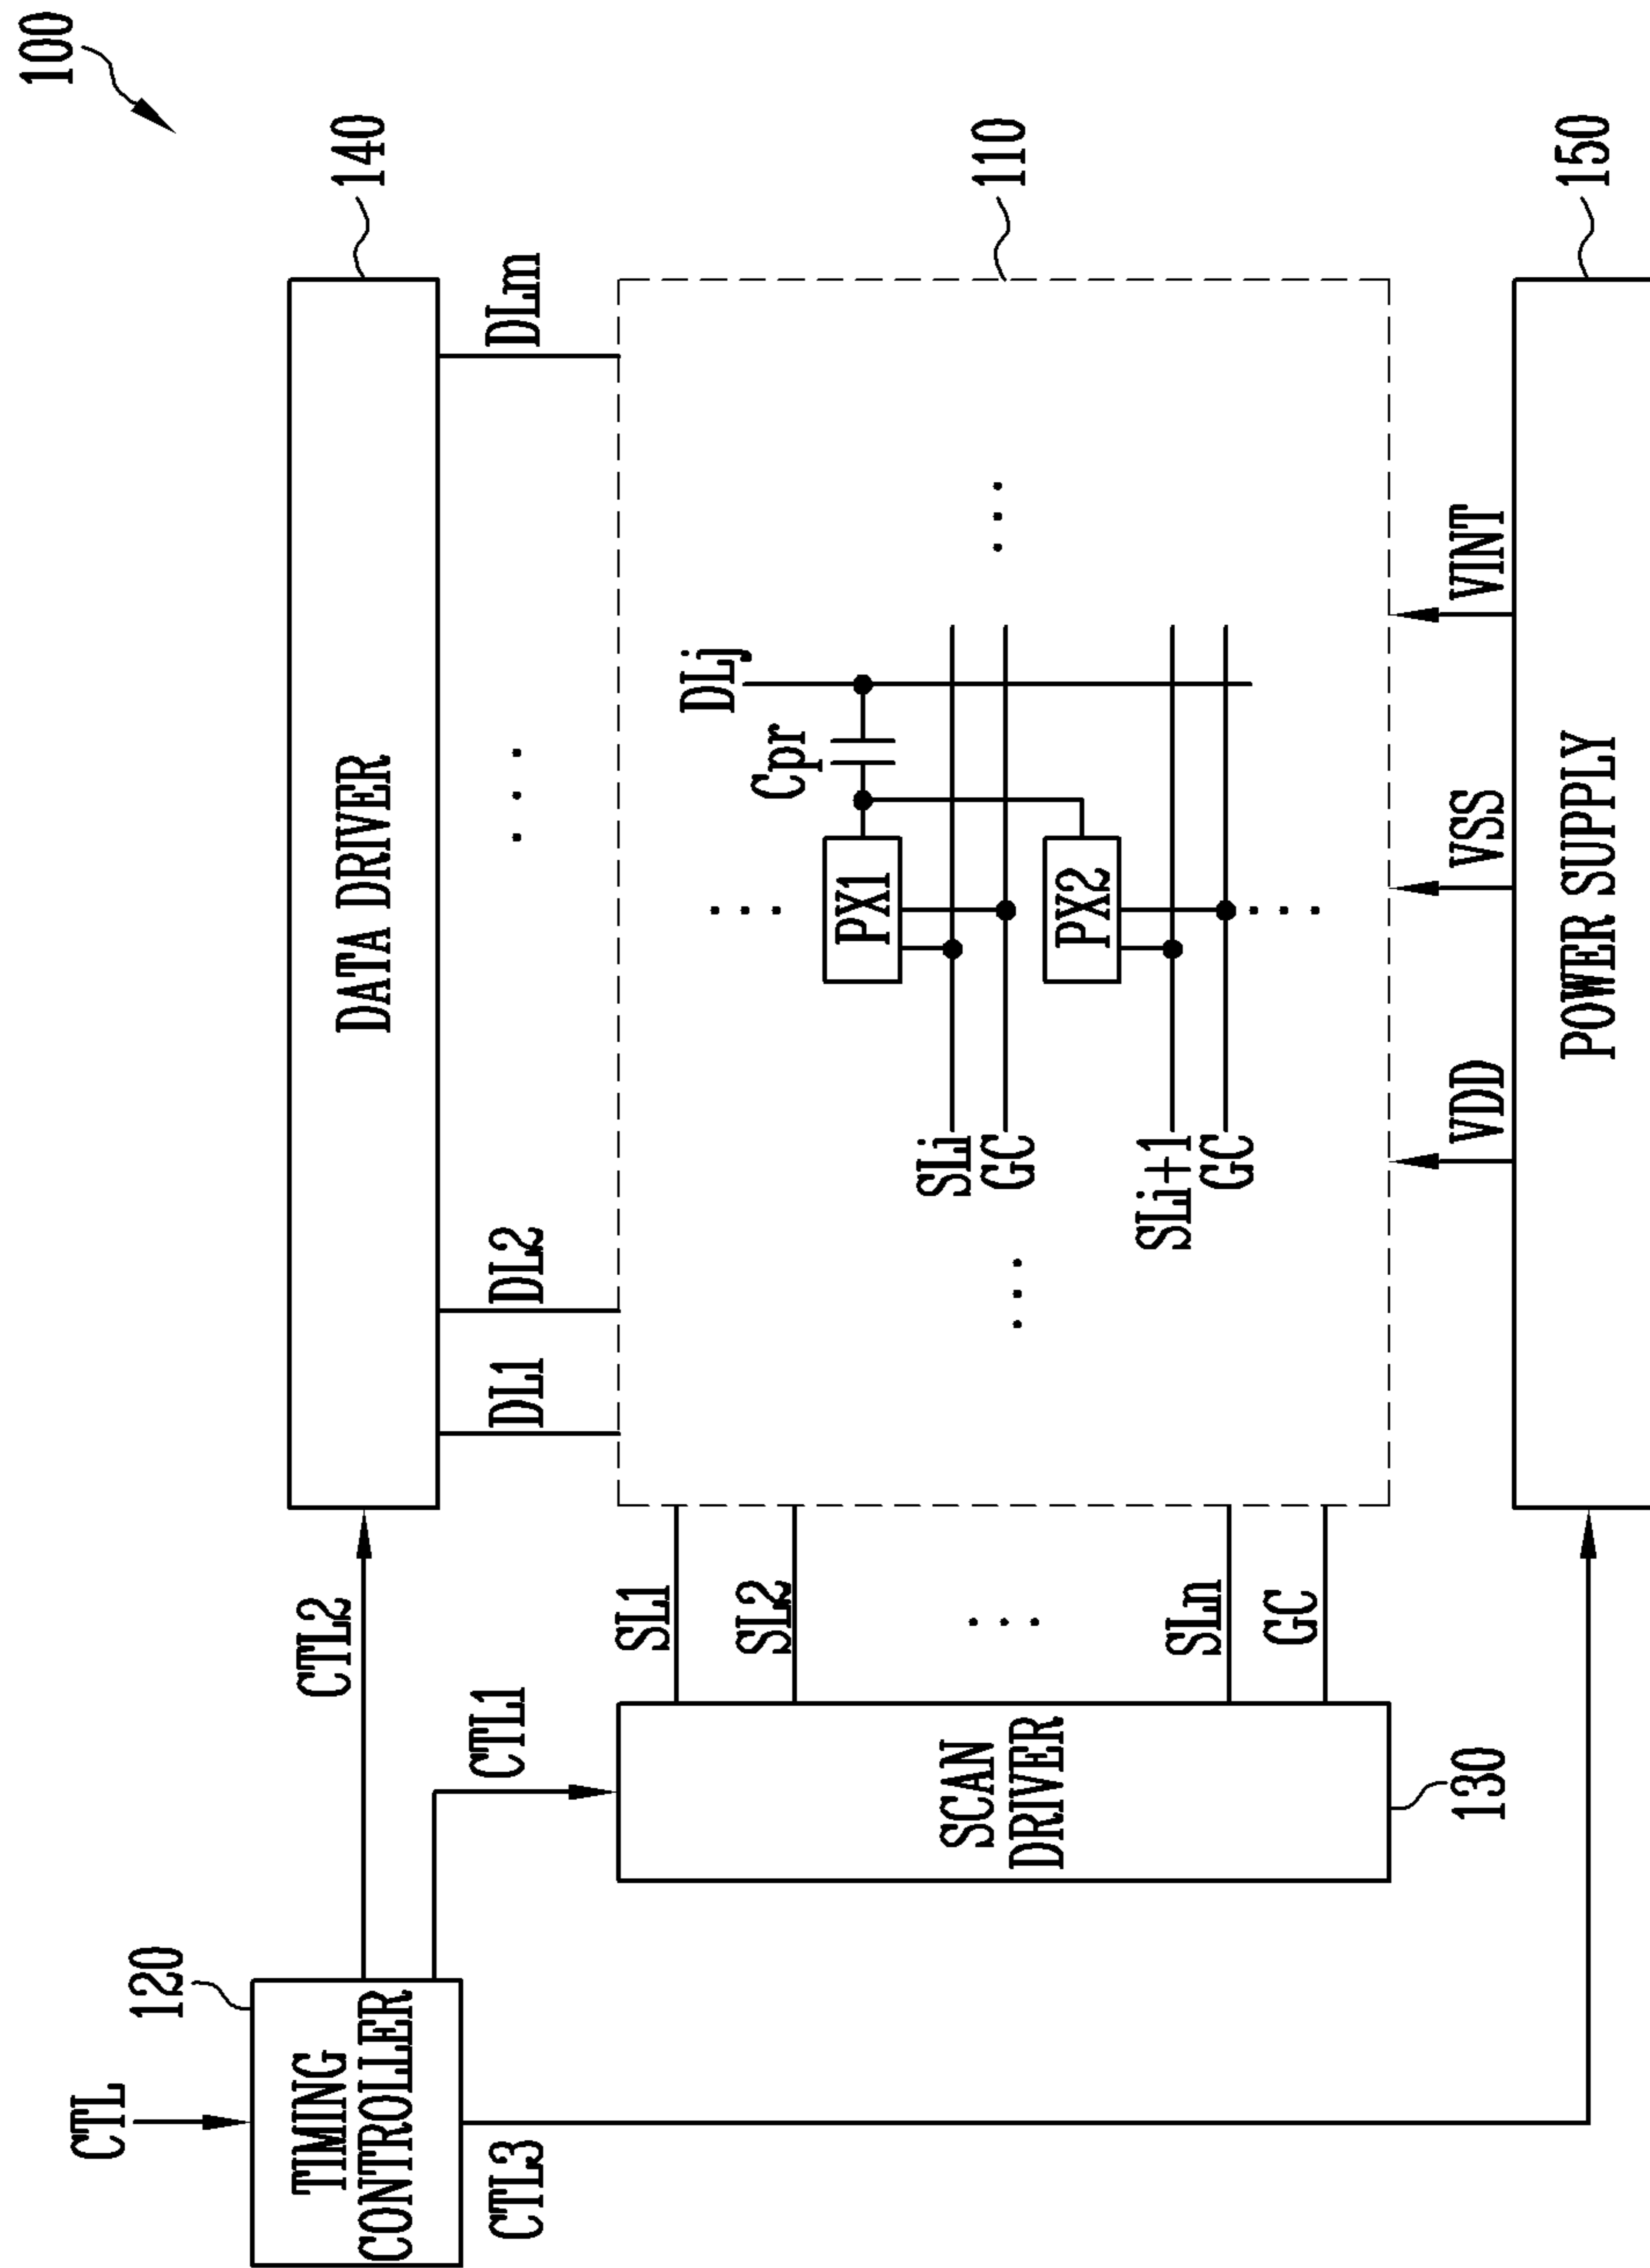 100
CTL
120
TIMING
CONTROLLER
CTL2
CTL1
CTL3
DATA DRIVER
140
DL1
DL2
...
DLm
SCAN
DRIVER
130
SL1
SL2
...
SLn
GC
110
...
DLj
Cpr
PX1
SLi
GC
...
...
PX2
SLi+1
GC
...
VDD
VSS
VINT
POWER SUPPLY
150